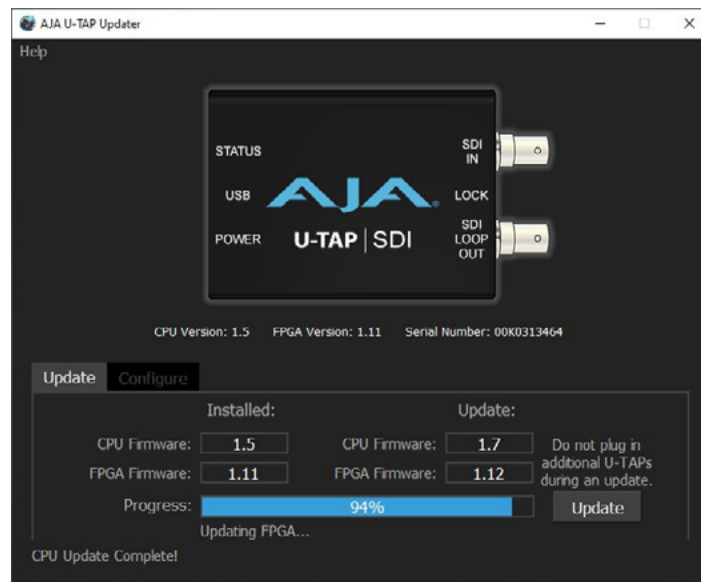 AJA U-TAP Updater
Help
STATUS
SDI
IN
USB
AJA®
LOCK
POWER
U-TAP | SDI
SDI
LOOP
OUT
CPU Version: 1.5 FPGA Version: 1.11 Serial Number: 00K0313464
Update Configure
Installed: Update:
CPU Firmware: 1.5 CPU Firmware: 1.7
FPGA Firmware: 1.11 FPGA Firmware: 1.12
Do not plug in
additional U-TAPs
during an update.
Progress: 94% Update
Updating FPGA...
CPU Update Complete!